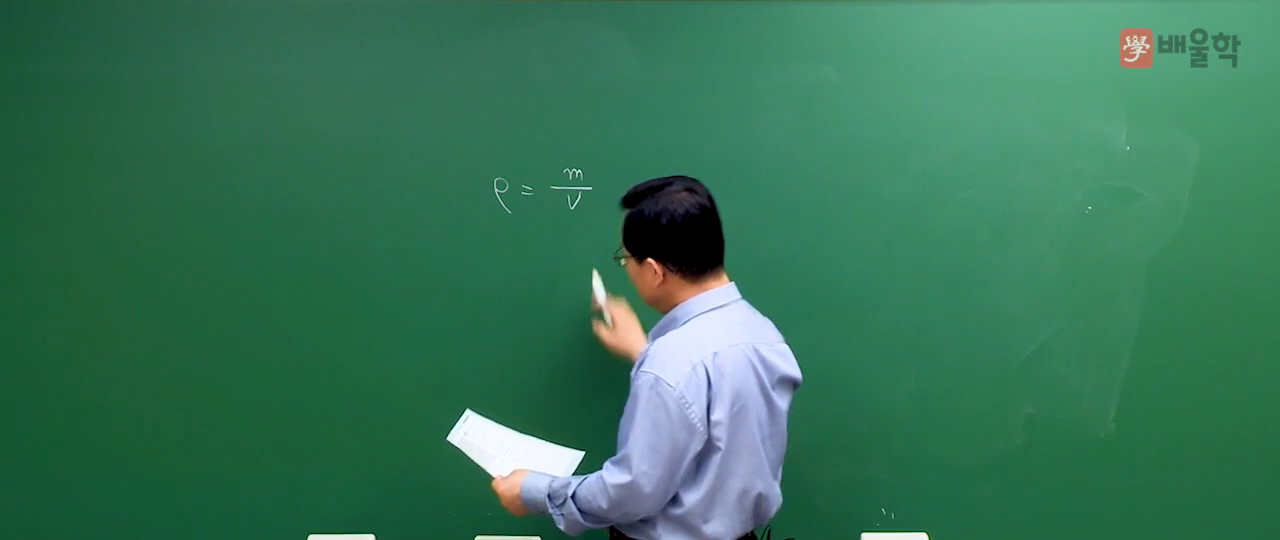 學 배울학
ρ = m/V